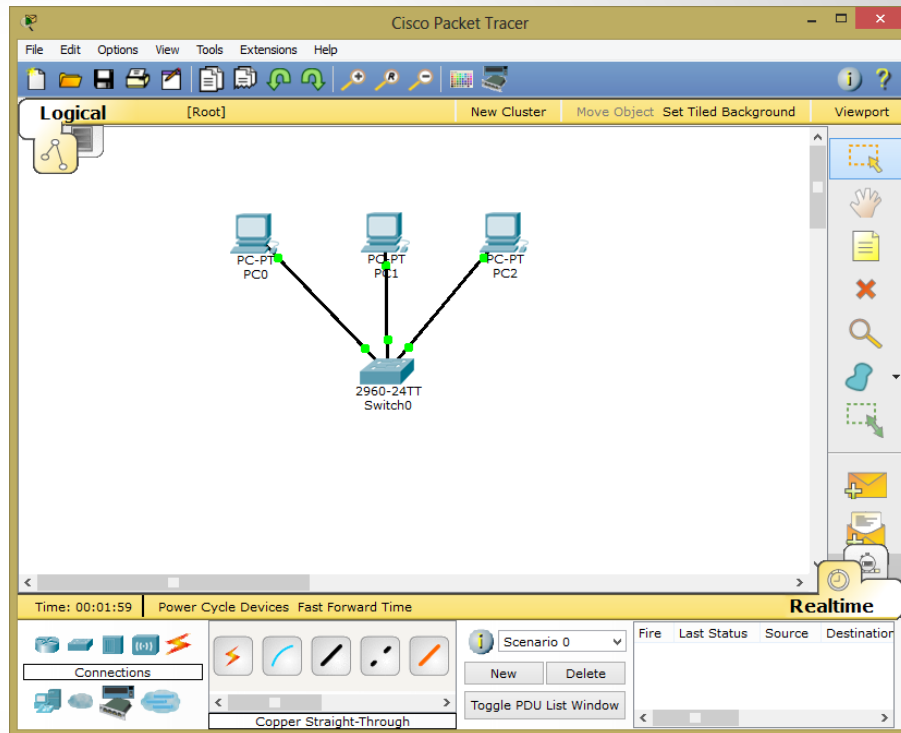 Cisco Packet Tracer
File Edit Options View Tools Extensions Help
Logical [Root] New Cluster Move Object Set Tiled Background Viewport
PC-PT PC-PT PC-PT
PC0 PC1 PC2
2960-24TT
Switch0
Time: 00:01:59 Power Cycle Devices Fast Forward Time Realtime
Scenario 0 Fire Last Status Source Destination
Connections New Delete
Toggle PDU List Window
Copper Straight-Through